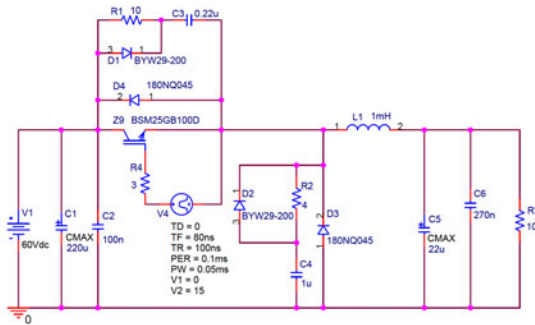 R1 10
C3 0.22u
3 1
D1 BYW29-200
D4 180NQ045
2 1
Z9 BSM25GB100D
R4
3
V4
TD = 0
TF = 80ns
TR = 100ns
PER = 0.1ms
PW = 0.05ms
V1 = 0
V2 = 15
V1
60Vdc
C1
CMAX
220u
C2
100n
0
D2
1
3
BYW29-200
R2
4
C4
1u
D3
2
1
180NQ045
L1 1mH
1 2
C5
CMAX
22u
C6
270n
10